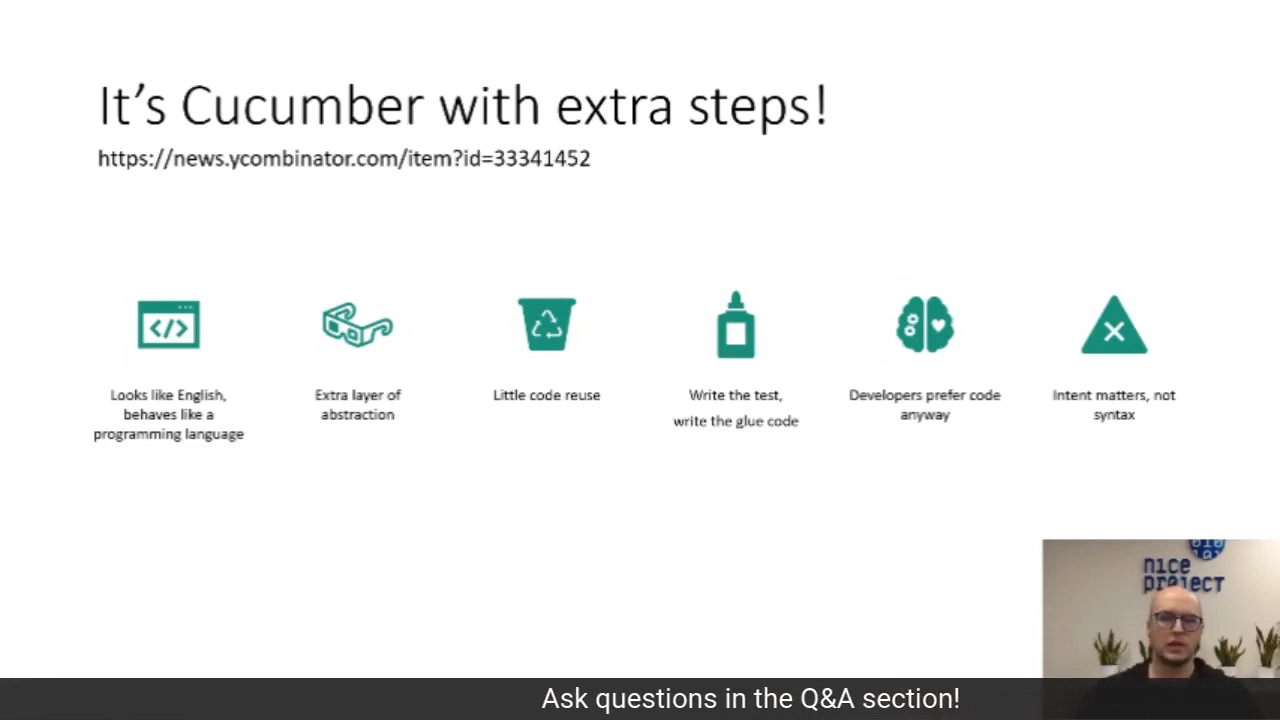 It's Cucumber with extra steps!
https://news.ycombinator.com/item?id=33341452
Looks like English,
behaves like a
programming language
Extra layer of
abstraction
Little code reuse
Write the test,
write the glue code
Developers prefer code
anyway
Intent matters, not
syntax
nice
project
Ask questions in the Q&A section!